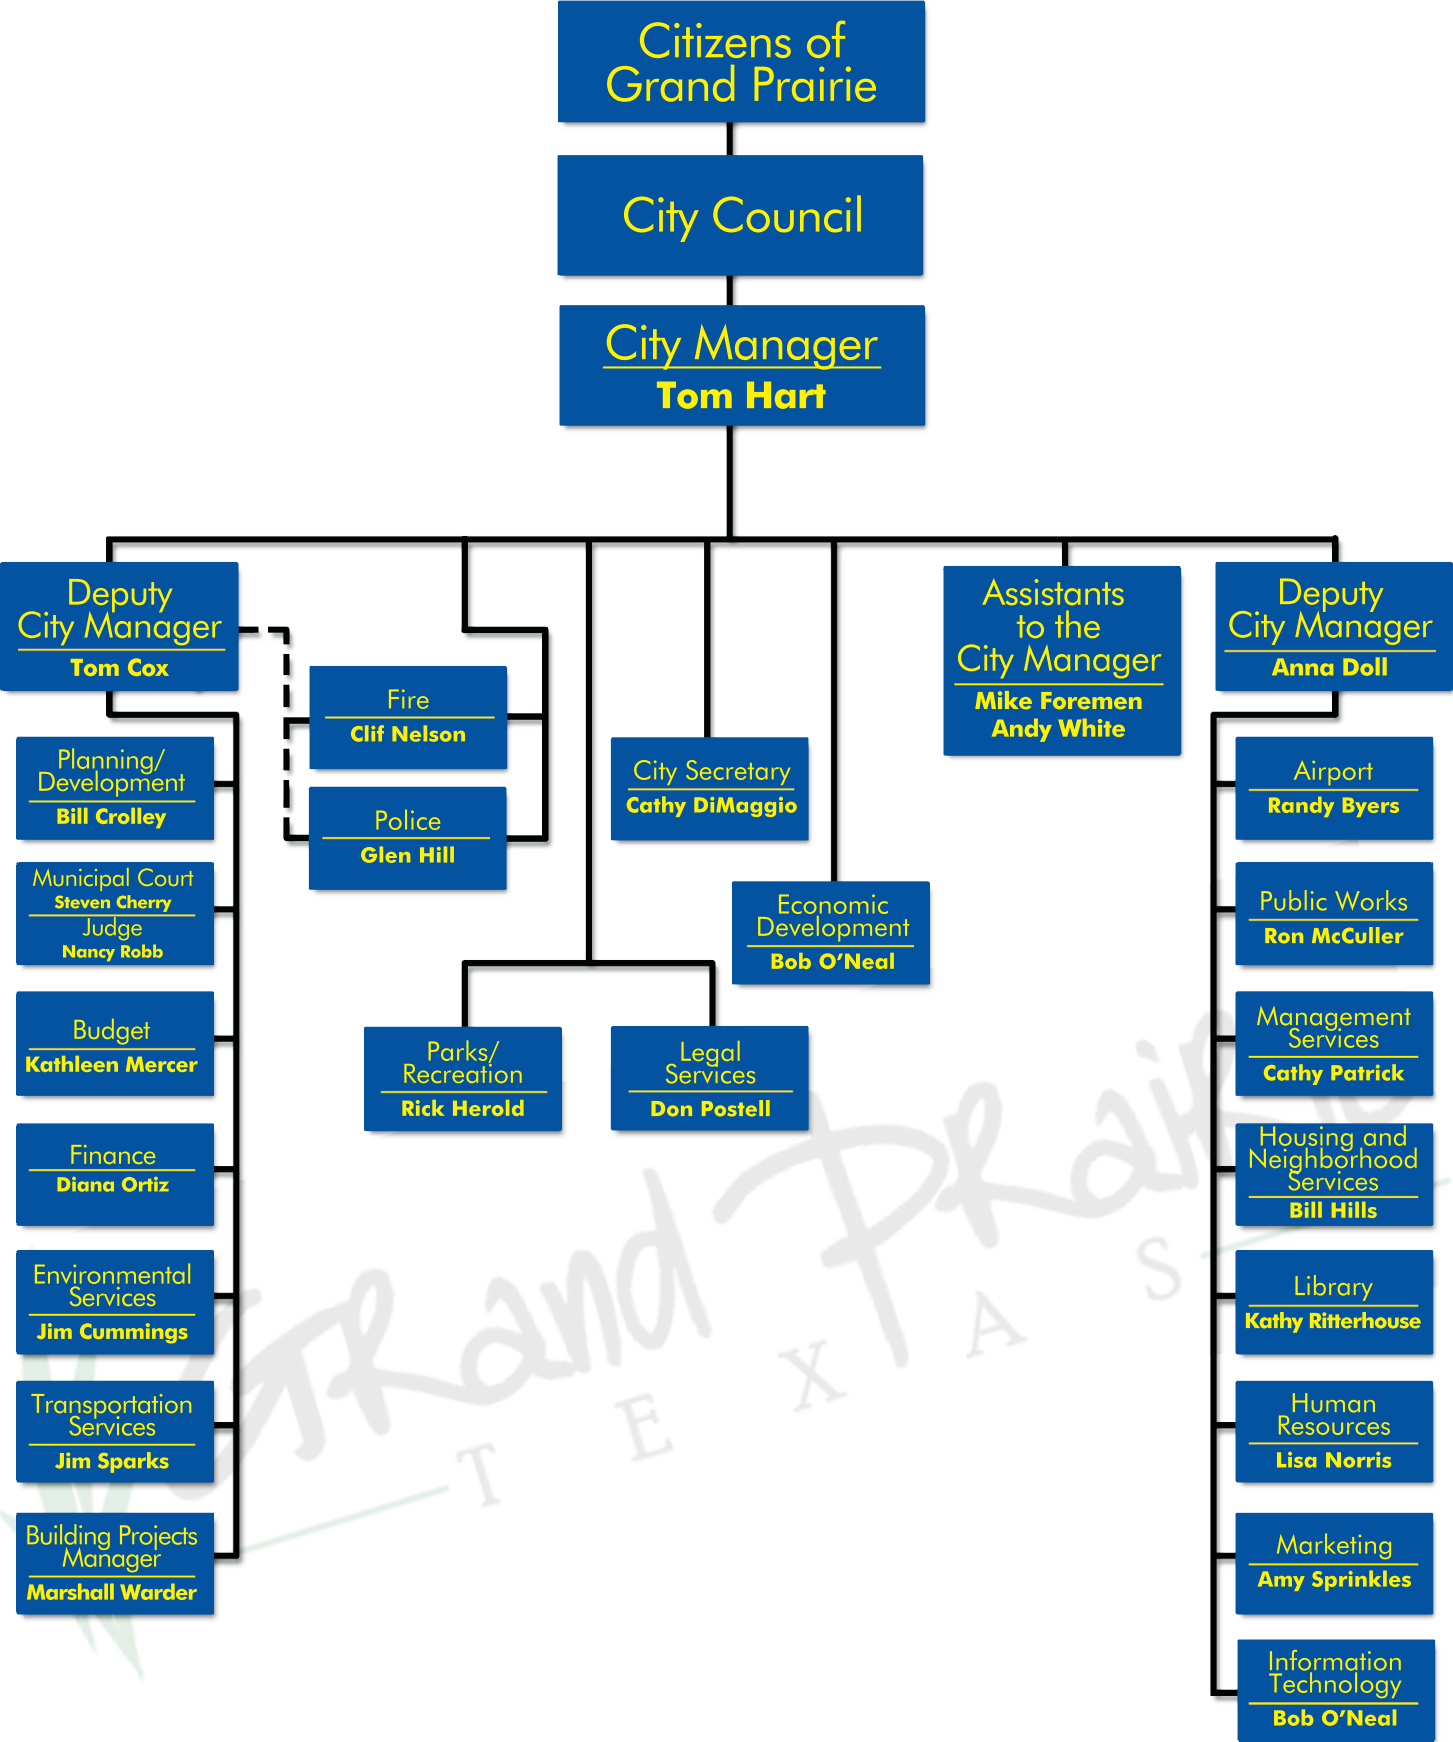 Citizens of
Grand Prairie
City Council
City Manager
Tom Hart
Deputy
City Manager
Tom Cox
Assistants
to the
City Manager
Mike Foremen
Andy White
Deputy
City Manager
Anna Doll
Fire
Clif Nelson
Police
Glen Hill
City Secretary
Cathy DiMaggio
Economic
Development
Bob O'Neal
Parks/
Recreation
Rick Herold
Legal
Services
Don Postell
Planning/
Development
Bill Crolley
Municipal Court
Steven Cherry
Judge
Nancy Robb
Budget
Kathleen Mercer
Finance
Diana Ortiz
Environmental
Services
Jim Cummings
Transportation
Services
Jim Sparks
Building Projects
Manager
Marshall Warder
Airport
Randy Byers
Public Works
Ron McCuller
Management
Services
Cathy Patrick
Housing and
Neighborhood
Services
Bill Hills
Library
Kathy Ritterhouse
Human
Resources
Lisa Norris
Marketing
Amy Sprinkles
Information
Technology
Bob O'Neal
Grand Prairie
TEXAS